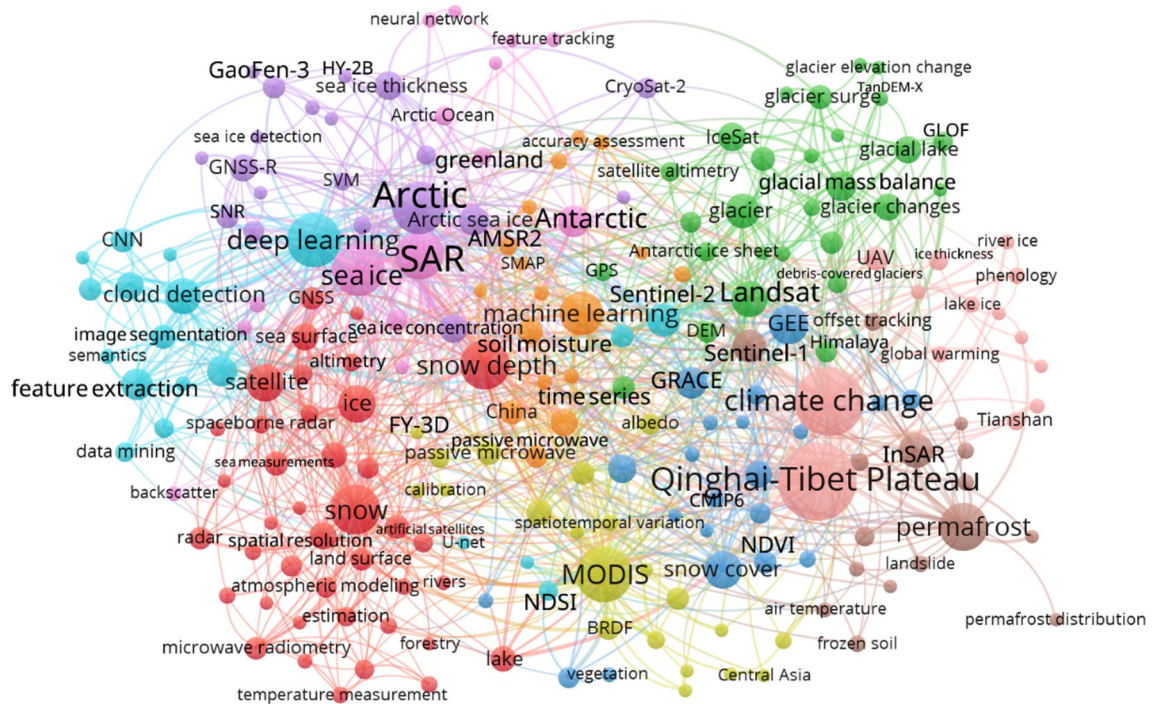 neural network
feature tracking
GaoFen-3
HY-2B
sea ice thickness
CryoSat-2
glacier elevation change
TanDEM-X
glacier surge
Arctic Ocean
sea ice detection
accuracy assessment
IceSat
GLOF
glacial lake
GNSS-R
SVM
greenland
satellite altimetry
glacial mass balance
SNR
Arctic
Arctic sea ice
Antarctic
glacier
glacier changes
CNN
deep learning
AMSR2
Antarctic ice sheet
UAV
ice thickness
river ice
sea ice
SAR
SMAP
GPS
debris-covered glaciers
phenology
cloud detection
GNSS
Sentinel-2
Landsat
lake ice
image segmentation
sea surface
sea ice concentration
machine learning
DEM
GEE
offset tracking
semantics
altimetry
soil moisture
Sentinel-1
Himalaya
global warming
feature extraction
satellite
snow depth
GRACE
ice
time series
climate change
spaceborne radar
FY-3D
China
albedo
Tianshan
data mining
passive microwave
passive microwave
InSAR
sea measurements
backscatter
calibration
Qinghai-Tibet Plateau
CMIP6
snow
artificial satellites
spatiotemporal variation
permafrost
radar
spatial resolution
U-net
NDVI
land surface
MODIS
snow cover
landslide
atmospheric modeling
rivers
NDSI
estimation
BRDF
air temperature
permafrost distribution
microwave radiometry
forestry
lake
frozen soil
vegetation
Central Asia
temperature measurement